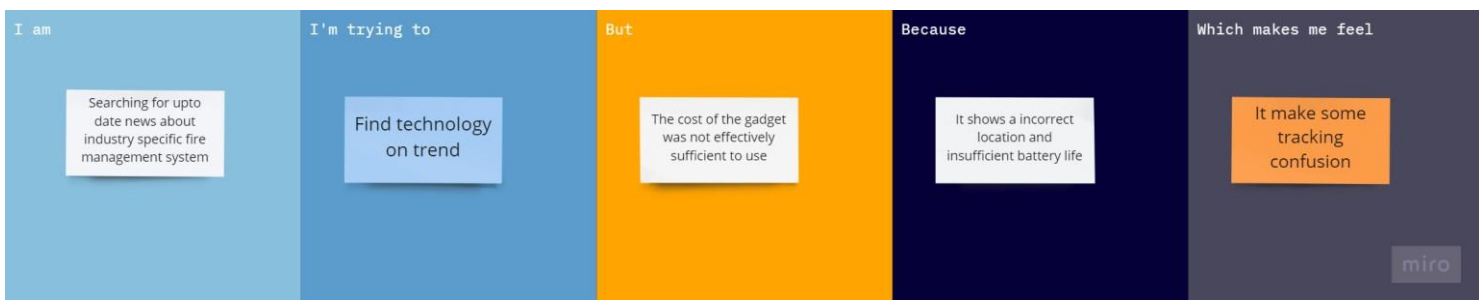 I am
Searching for upto
date news about
industry specific fire
management system
I'm trying to
Find technology
on trend
But
The cost of the gadget
was not effectively
sufficient to use
Because
It shows a incorrect
location and
insufficient battery life
Which makes me feel
It make some
tracking
confusion
miro